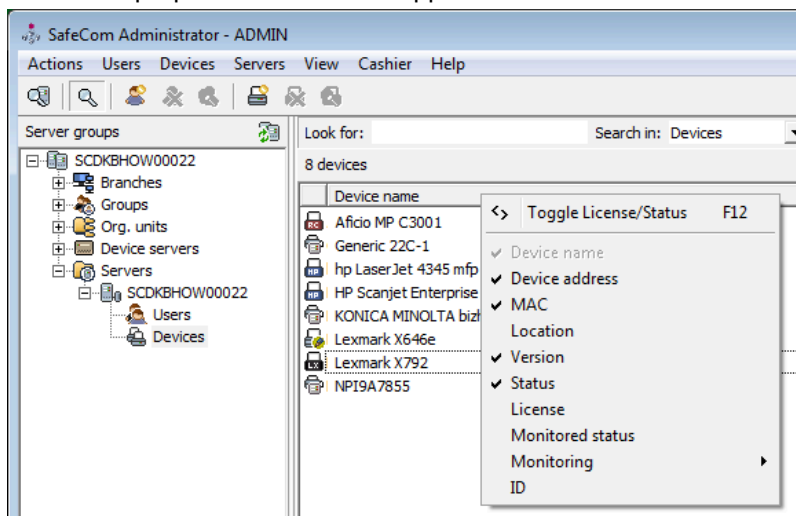 SafeCom Administrator - ADMIN
Actions Users Devices Servers View Cashier Help
Server groups
SCDKBHOW00022
Branches
Groups
Org. units
Device servers
Servers
SCDKBHOW00022
Users
Devices
Look for: Search in: Devices
8 devices
Device name
Aficio MP C3001
Generic 22C-1
hp LaserJet 4345 mfp
HP Scanjet Enterprise
KONICA MINOLTA
Lexmark X646e
Lexmark X792
NPI9A7855
Toggle License/Status F12
Device name
Device address
MAC
Location
Version
Status
License
Monitored status
Monitoring
ID